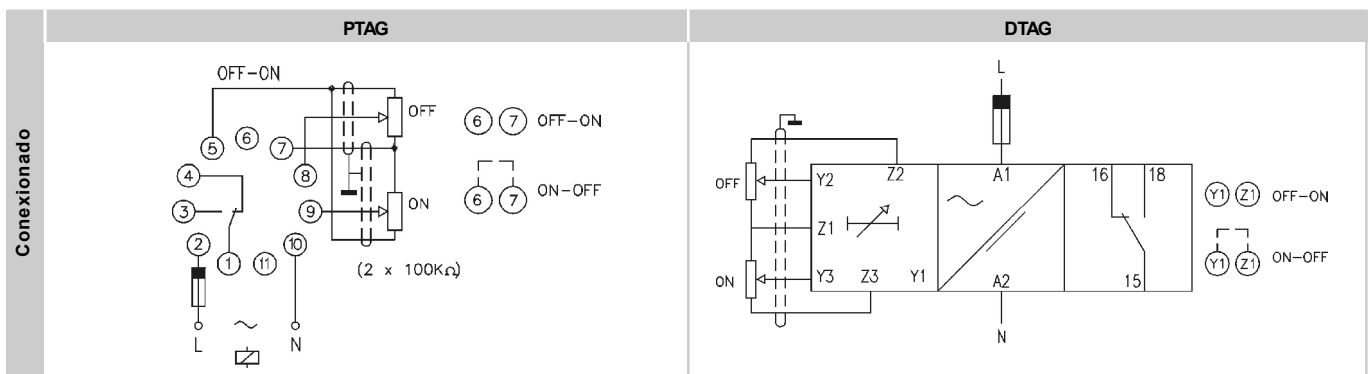 PTAG
DTAG
Conexionado
OFF-ON
5
6
7
8
OFF
4
3
9
ON
2
1
11
10
(2 x 100KΩ)
L
N
6 7 OFF-ON
6 7 ON-OFF
L
OFF
Y2
Z2
A1
16
18
Z1
ON
Y3
Z3
Y1
A2
15
N
Y1 Z1 OFF-ON
Y1 Z1 ON-OFF